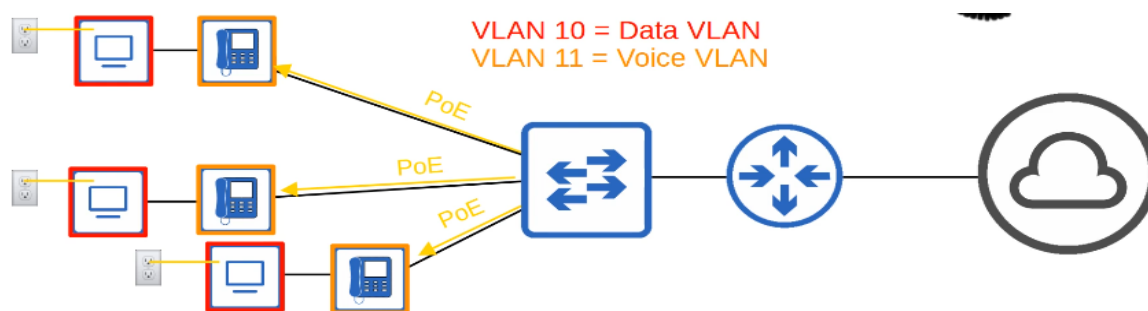 VLAN 10 = Data VLAN
VLAN 11 = Voice VLAN
PoE
PoE
PoE